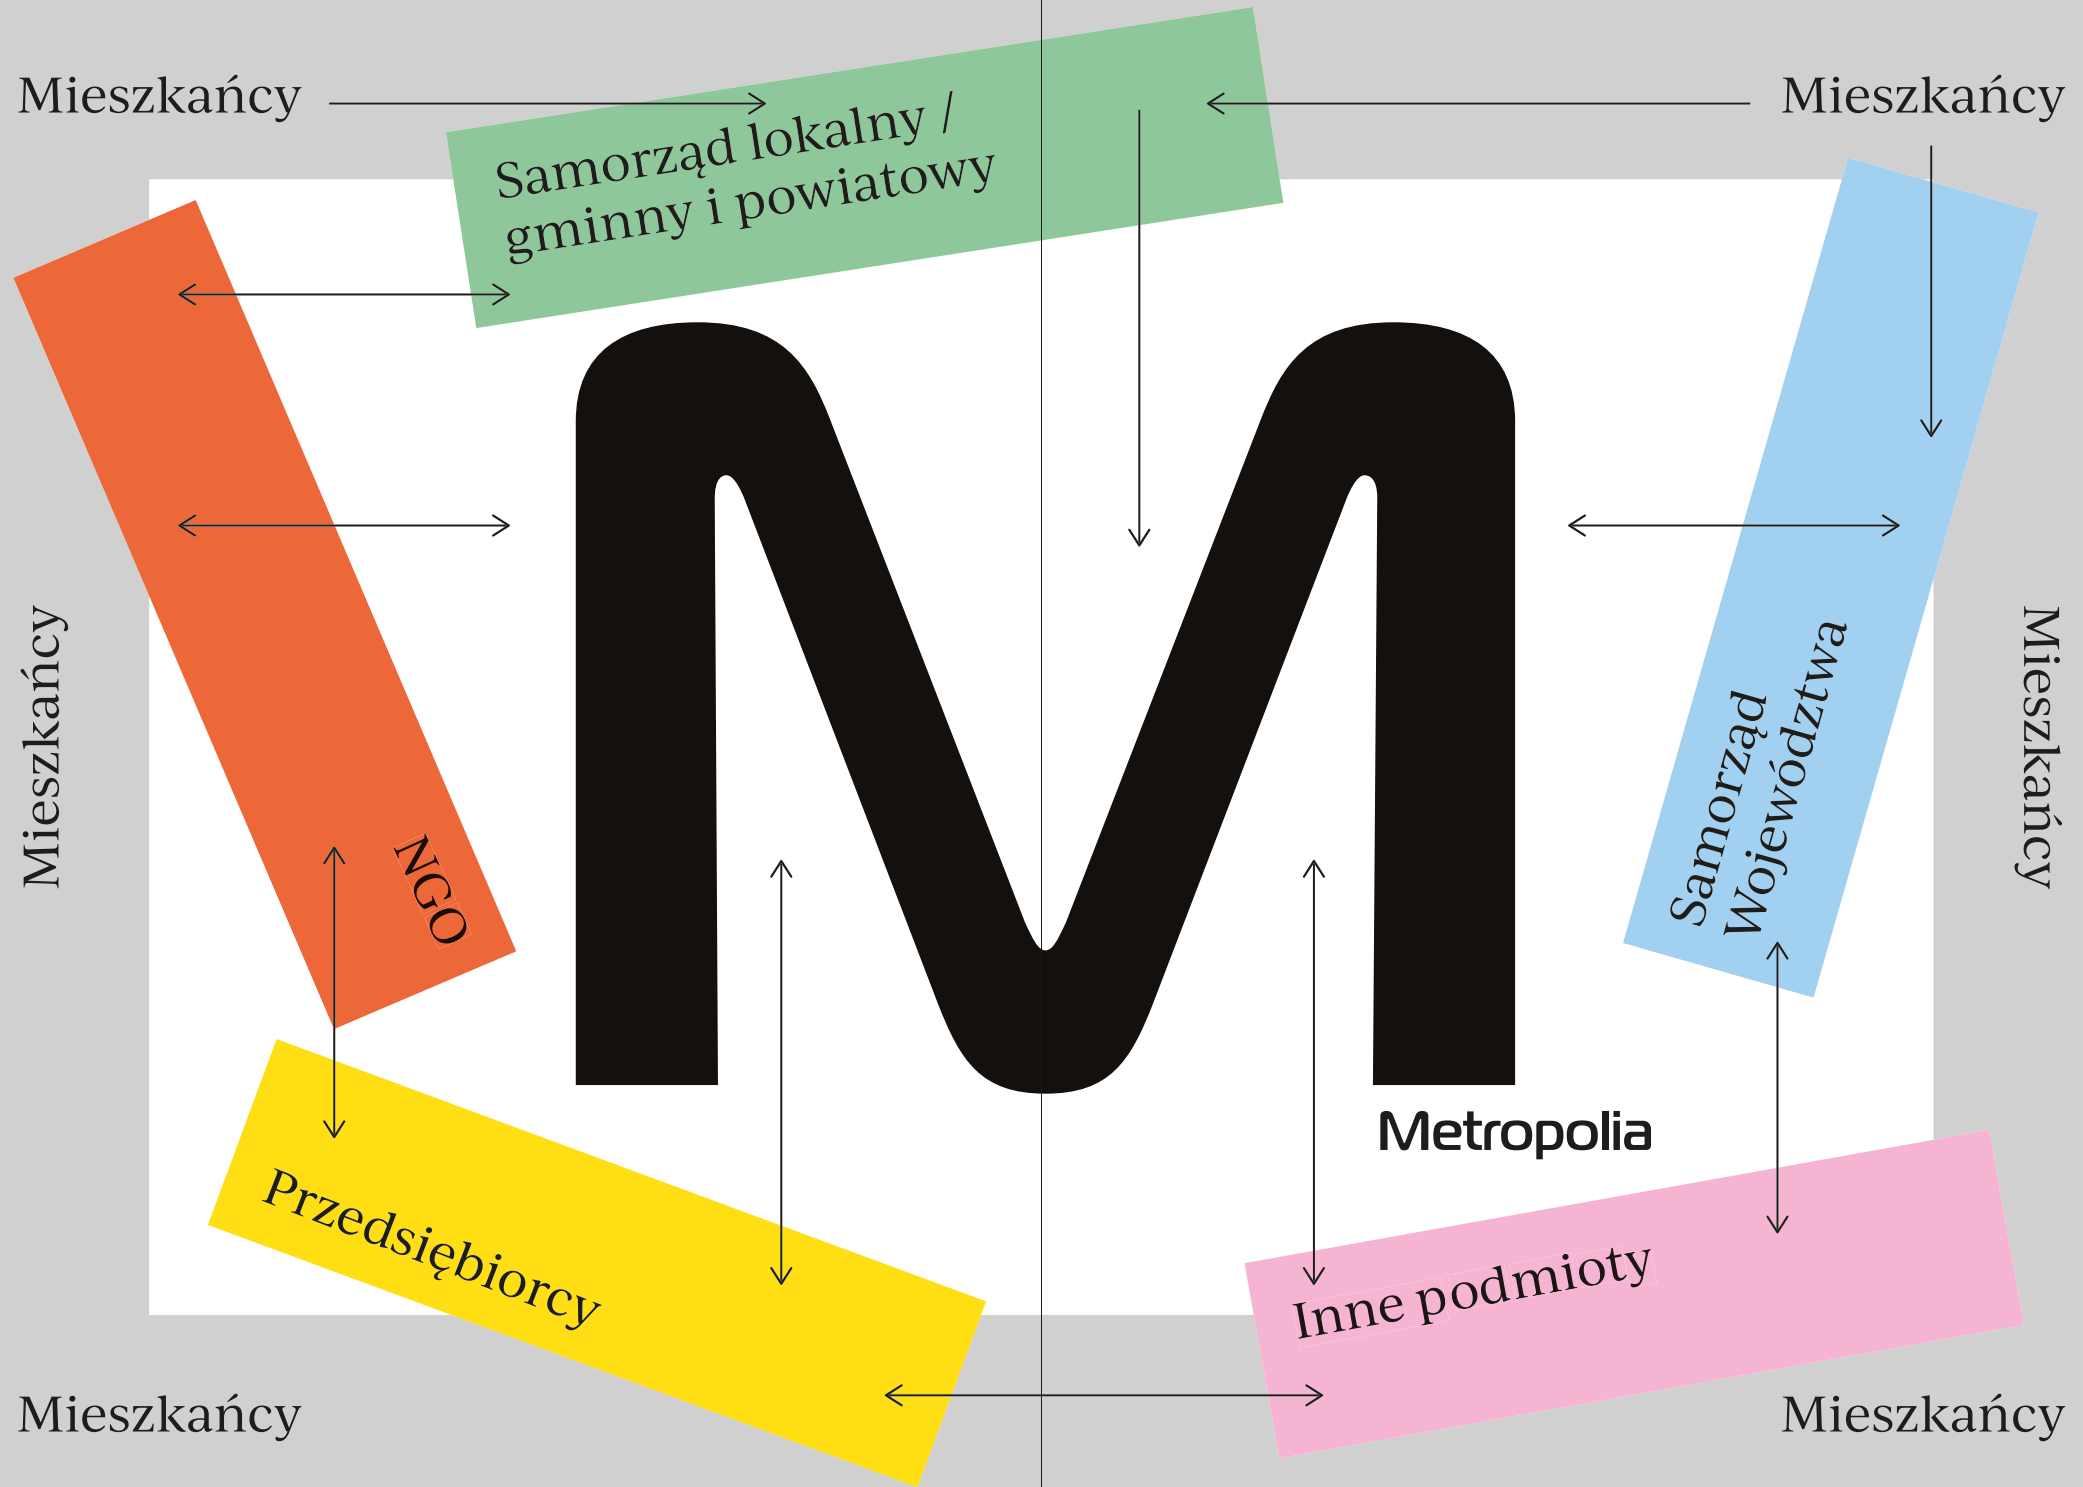 Mieszkańcy
Mieszkańcy
Samorząd lokalny /
gminny i powiatowy
Mieszkańcy
NGO
M
Samorząd
Województwa
Mieszkańcy
Metropolia
Przedsiębiorcy
Inne podmioty
Mieszkańcy
Mieszkańcy